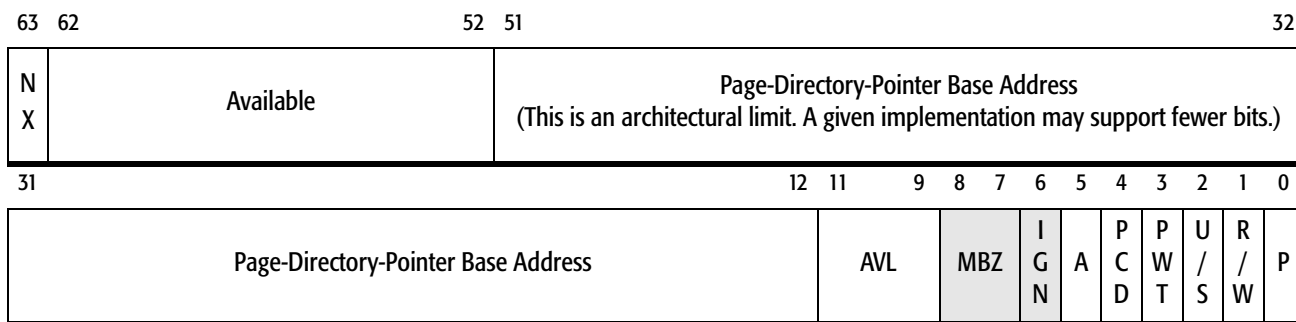 63 62 52 51 32
N
X
Available
Page-Directory-Pointer Base Address
(This is an architectural limit. A given implementation may support fewer bits.)
31 12 11 9 8 7 6 5 4 3 2 1 0
Page-Directory-Pointer Base Address
AVL
MBZ
I
G
N
A
P
C
D
P
W
T
U
/
S
R
/
W
P